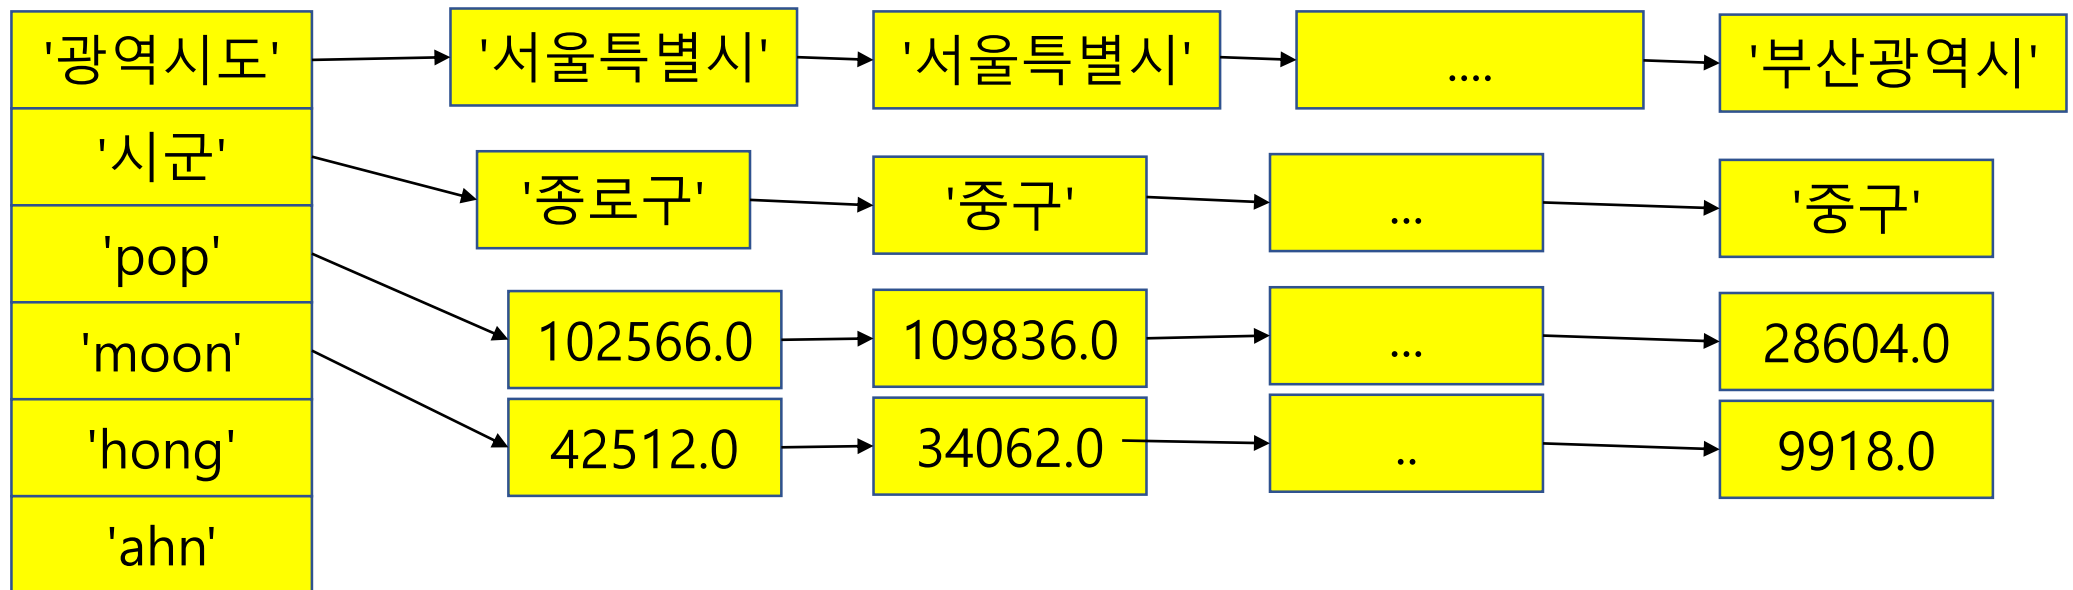 '광역시도' '서울특별시' '서울특별시' .... '부산광역시'
'시군' '종로구' '중구' ... '중구'
'pop' 102566.0 109836.0 ... 28604.0
'moon' 42512.0 34062.0 .. 9918.0
'hong'
'ahn'